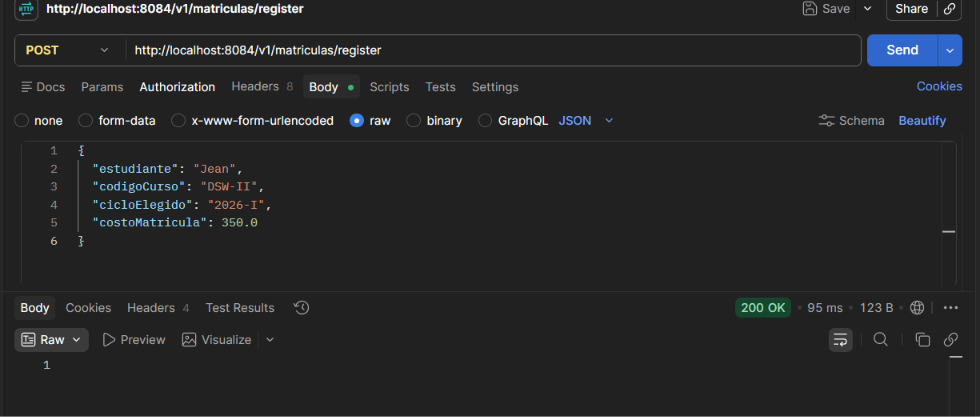 HTTP http://localhost:8084/v1/matriculas/register Save Share
POST http://localhost:8084/v1/matriculas/register Send
Docs Params Authorization Headers 8 Body Scripts Tests Settings Cookies
none form-data x-www-form-urlencoded raw binary GraphQL JSON Schema Beautify
1 {
2 "estudiante": "Jean",
3 "codigoCurso": "DSW-II",
4 "cicloElegido": "2026-I",
5 "costoMatricula": 350.0
6 }
Body Cookies Headers 4 Test Results 200 OK • 95 ms • 123 B
Raw Preview Visualize
1